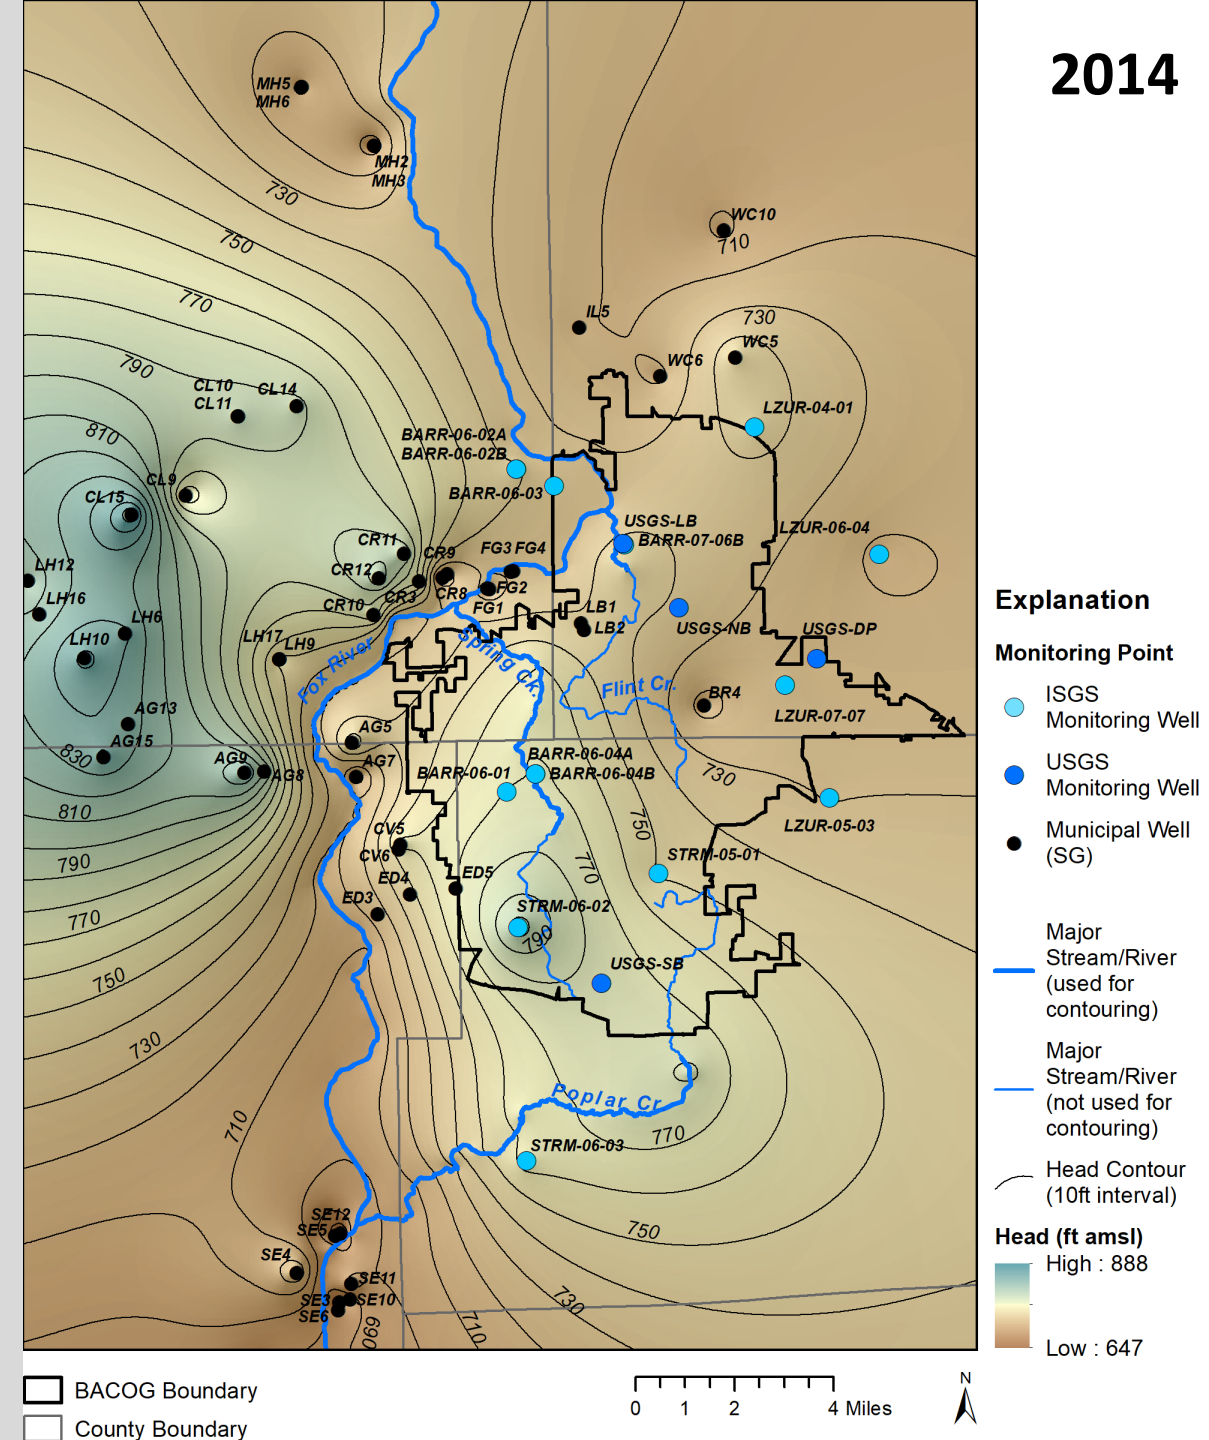 2014
MH5
MH6
MH2
MH3
730
WC10
710
750
770
IL5
730
WC5
790
WC6
CL10
CL11
CL14
LZUR-04-01
810
BARR-06-02A
BARR-06-02B
CL9
BARR-06-03
CL15
USGS-LB
BARR-07-06B
LZUR-06-04
CR11
CR9
FG3 FG4
LH12
CR12
CR3
CR8
FG2
FG1
LH16
CR10
LB1
LB2
LH6
LH17
LH9
USGS-NB
USGS-DP
LH10
Fox River
Spring Ck.
Flint Cr.
BR4
AG13
LZUR-07-07
AG5
AG15
830
AG9
AG8
AG7
BARR-06-04A
BARR-06-04B
BARR-06-01
730
810
750
LZUR-05-03
CV5
CV6
790
770
STRM-05-01
ED4
ED5
ED3
STRM-06-02
770
790
USGS-SB
750
730
710
Poplar Cr.
770
STRM-06-03
SE12
SE5
750
SE4
SE11
SE3
SE10
SE6
730
690
710
Explanation
Monitoring Point
ISGS
Monitoring Well
USGS
Monitoring Well
Municipal Well
(SG)
Major
Stream/River
(used for
contouring)
Major
Stream/River
(not used for
contouring)
Head Contour
(10ft interval)
Head (ft amsl)
High : 888
Low : 647
BACOG Boundary
County Boundary
0 1 2 4 Miles
N